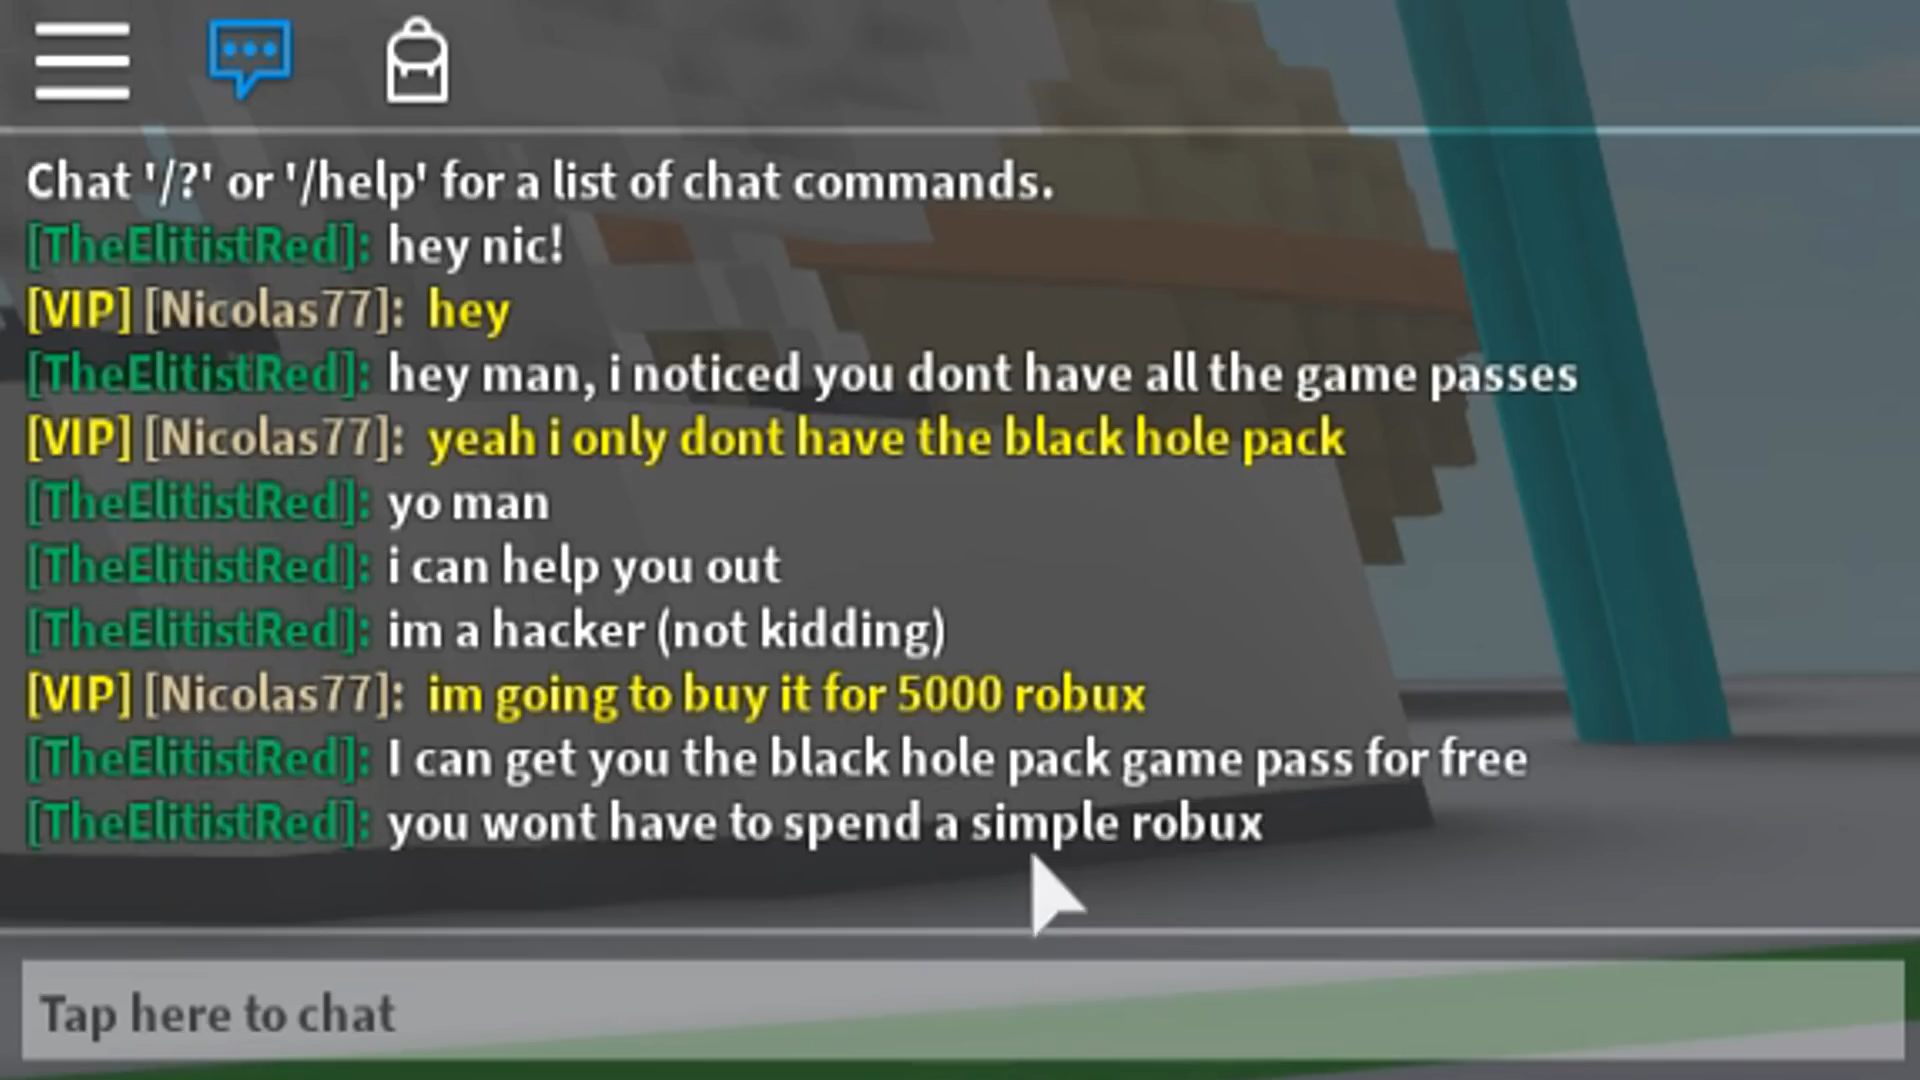 Chat '/?' or '/help' for a list of chat commands.
[TheElitistRed]: hey nic!
[VIP] [Nicolas77]: hey
[TheElitistRed]: hey man, i noticed you dont have all the game passes
[VIP] [Nicolas77]: yeah i only dont have the black hole pack
[TheElitistRed]: yo man
[TheElitistRed]: i can help you out
[TheElitistRed]: im a hacker (not kidding)
[VIP] [Nicolas77]: im going to buy it for 5000 robux
[TheElitistRed]: I can get you the black hole pack game pass for free
[TheElitistRed]: you wont have to spend a simple robux
Tap here to chat